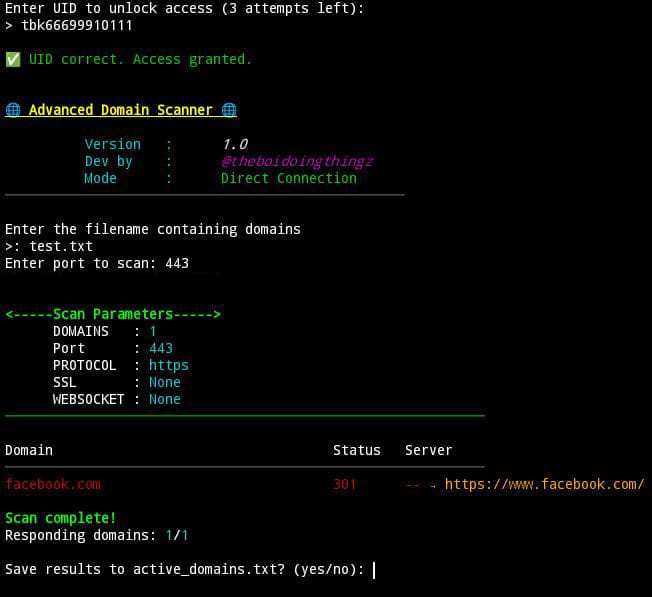 Enter UID to unlock access (3 attempts left):
> tbk66699910111
✅ UID correct. Access granted.
🌐 Advanced Domain Scanner 🌐
Version : 1.0
Dev by : @theboidoingthingz
Mode : Direct Connection
Enter the filename containing domains
>: test.txt
Enter port to scan: 443
<-----Scan Parameters----->
DOMAINS : 1
Port : 443
PROTOCOL : https
SSL : None
WEBSOCKET : None
Domain Status Server
facebook.com 301 -- → https://www.facebook.com/
Scan complete!
Responding domains: 1/1
Save results to active_domains.txt? (yes/no):